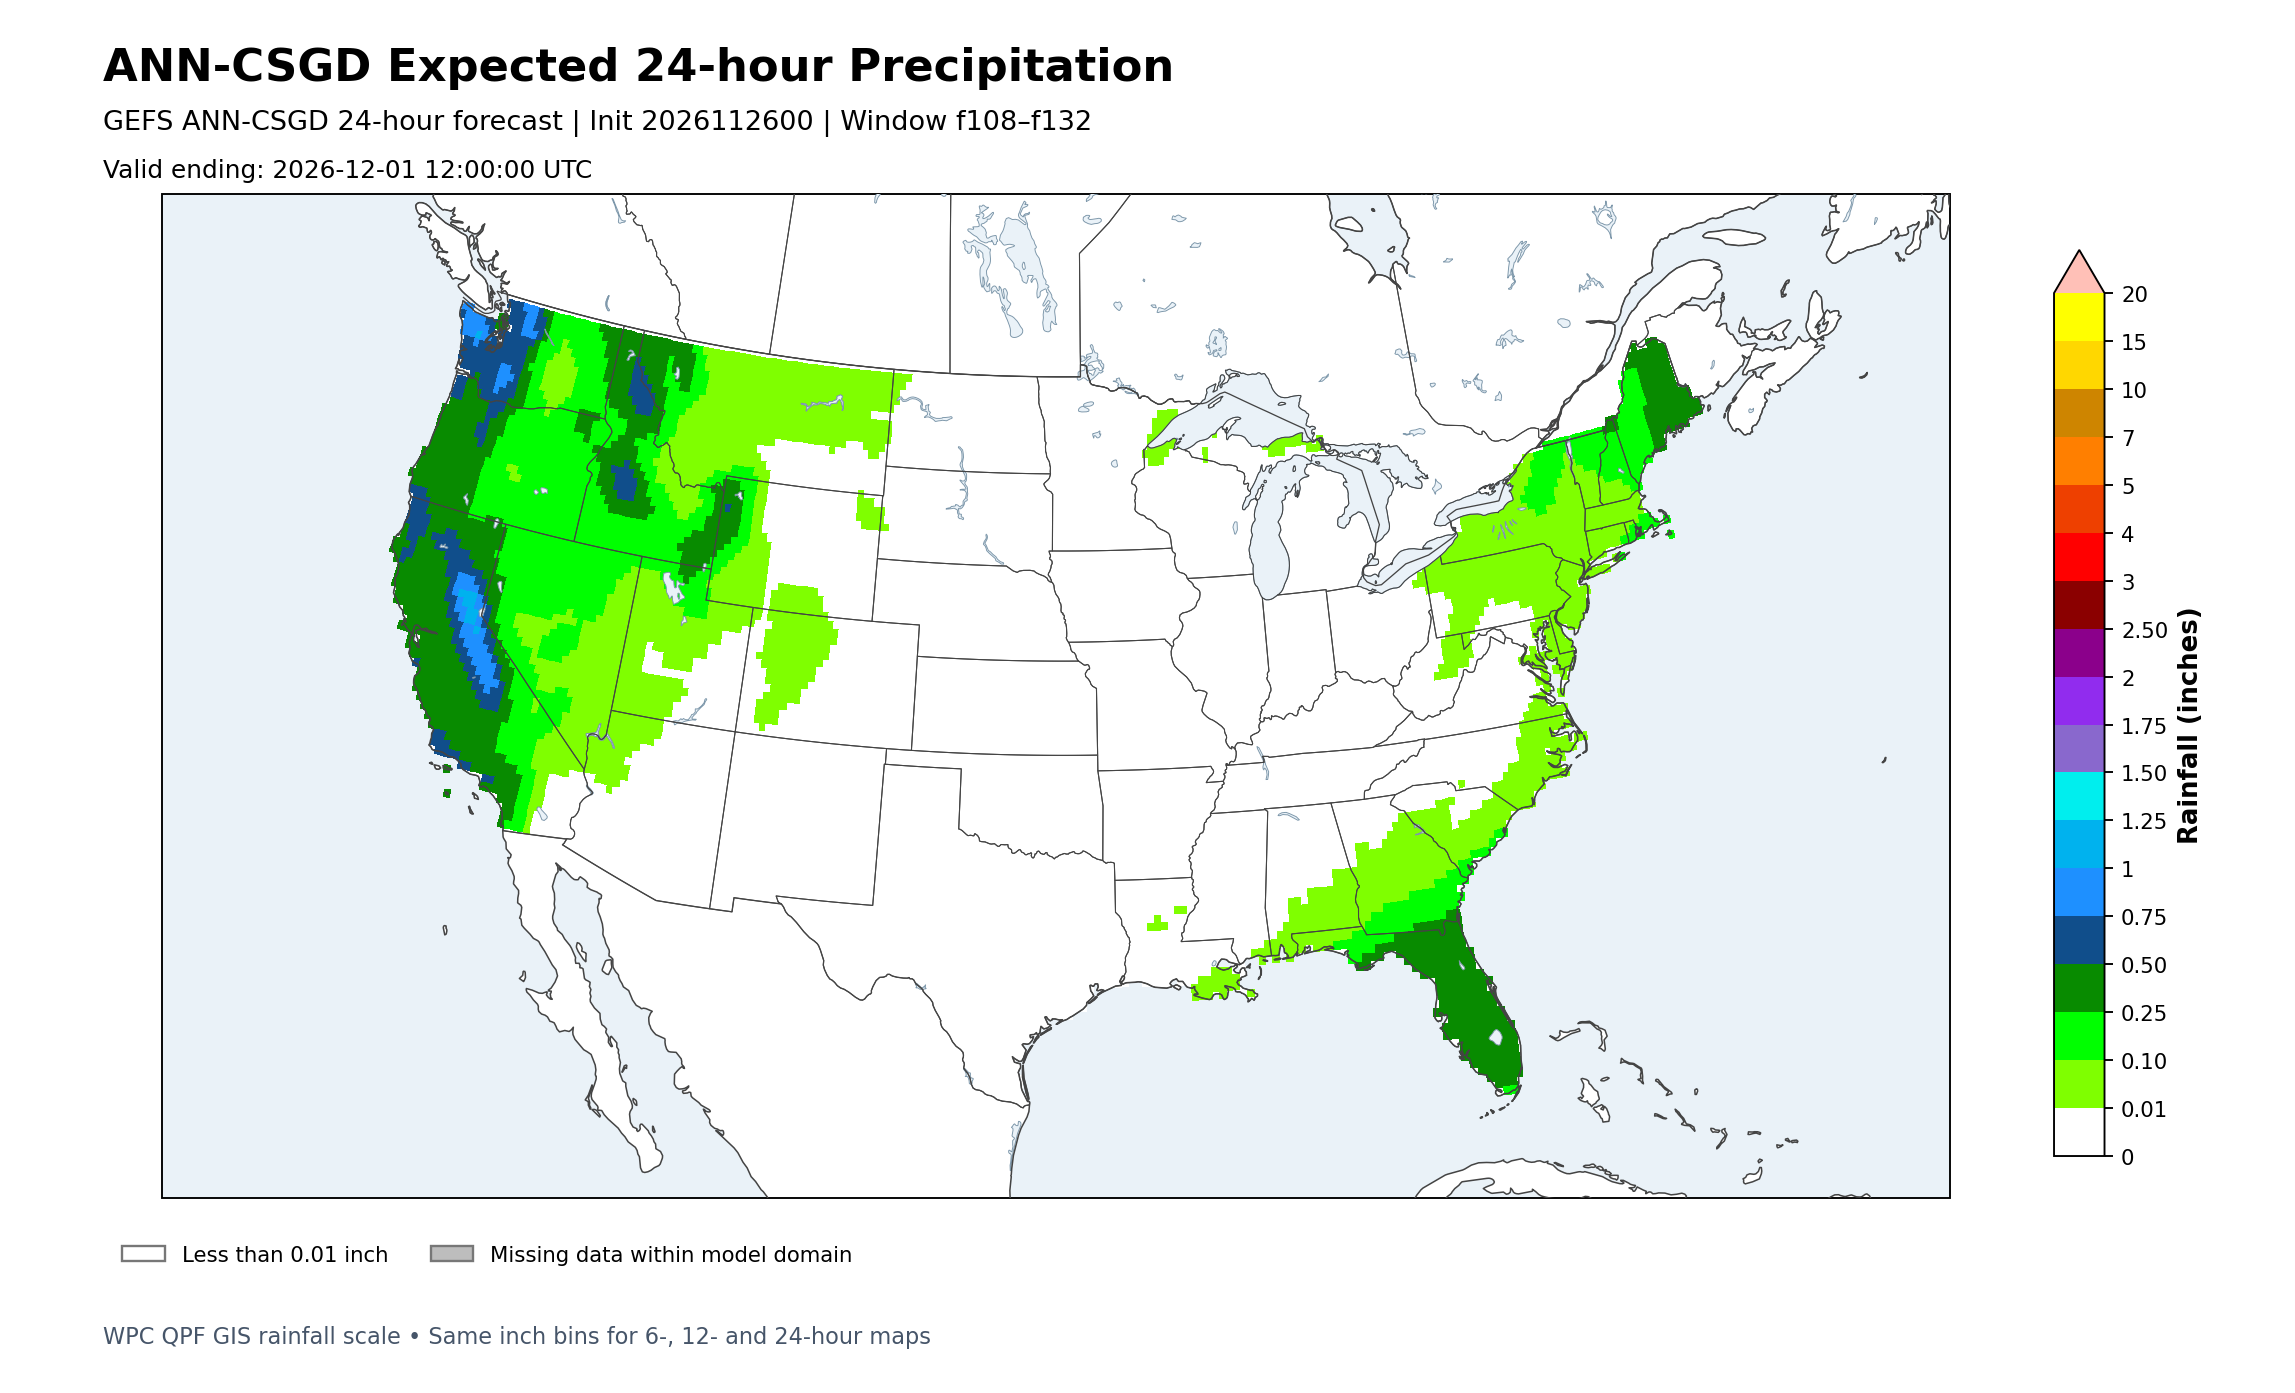 ANN-CSGD Expected 24-hour Precipitation
GEFS ANN-CSGD 24-hour forecast | Init 2026112600 | Window f108–f132
Valid ending: 2026-12-01 12:00:00 UTC
20
15
10
7
5
4
3
2.50
2
1.75
1.50
1.25
1
0.75
0.50
0.25
0.10
0.01
0
Rainfall (inches)
Less than 0.01 inch
Missing data within model domain
WPC QPF GIS rainfall scale • Same inch bins for 6-, 12- and 24-hour maps